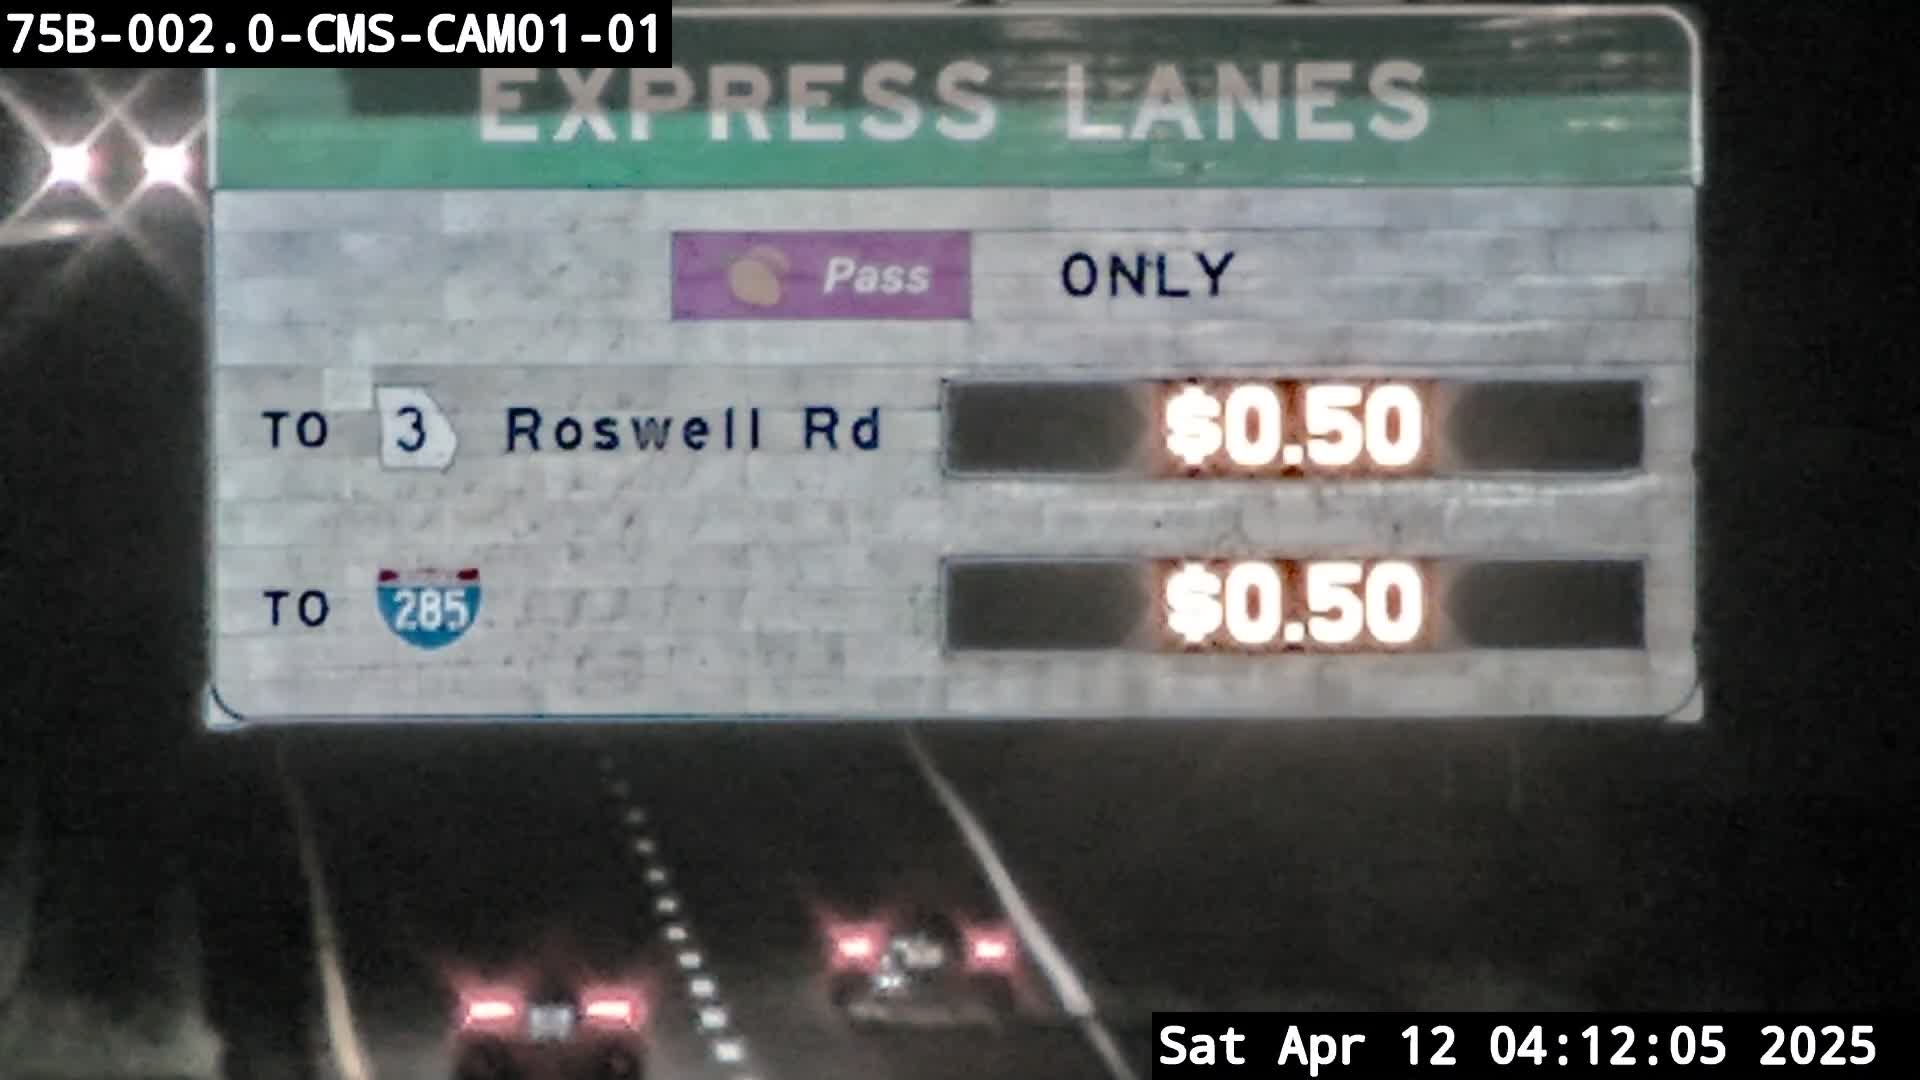 75B-002.0-CMS-CAM01-01
EXPRESS LANES
Pass ONLY
TO 3 Roswell Rd $0.50
TO 285 $0.50
Sat Apr 12 04:12:05 2025